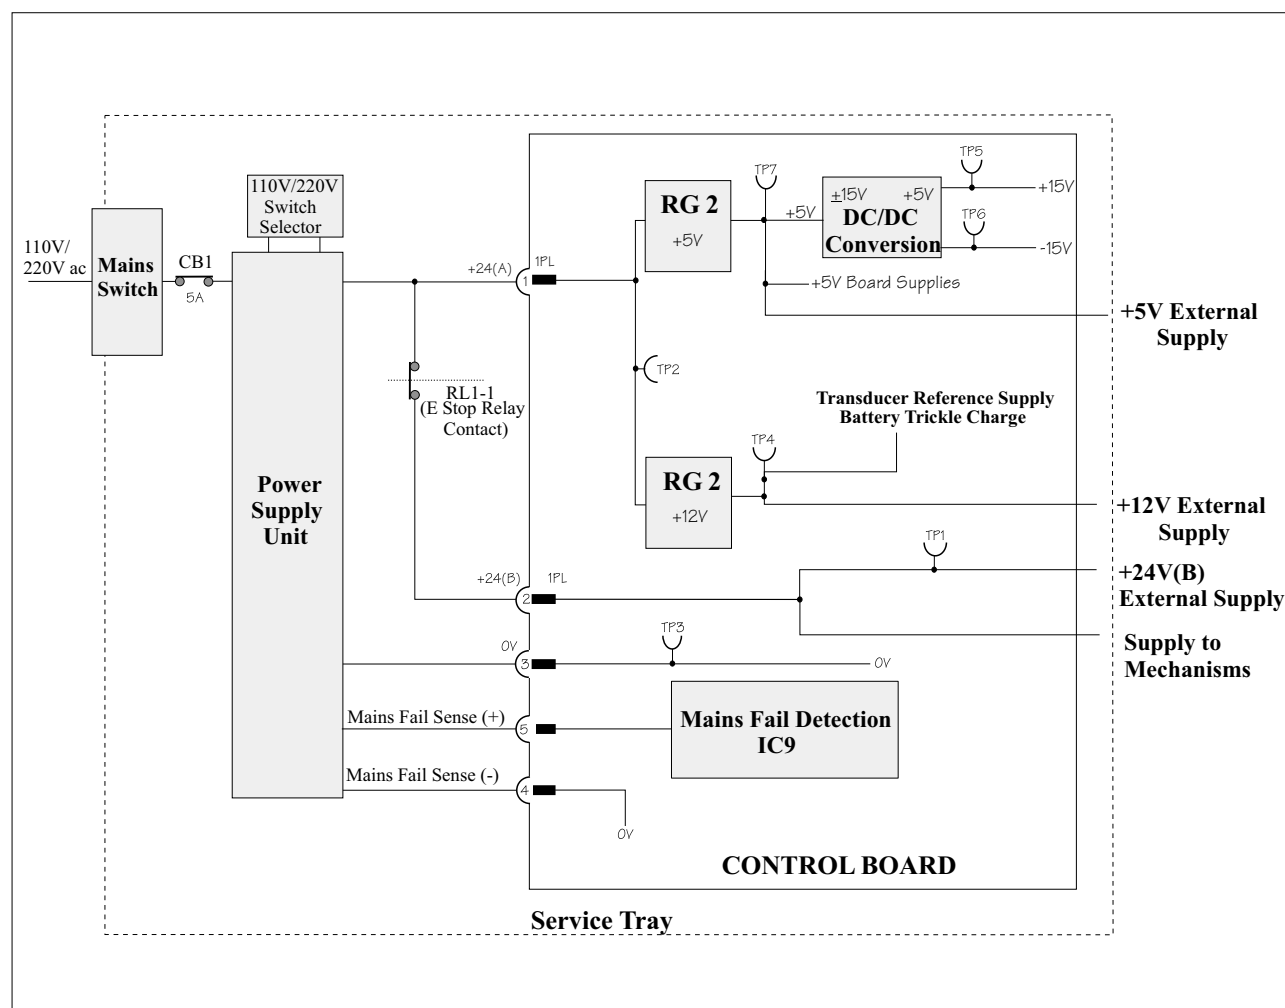 110V/220V
Switch
Selector
110V/
220V ac
Mains
Switch
CB1
5A
Power
Supply
Unit
+24(A)
1PL
1
RL1-1
(E Stop Relay
Contact)
+24(B)
1PL
2
0V
3
Mains Fail Sense (+)
5
Mains Fail Sense (-)
4
0V
RG 2
+5V
TP7
+5V
±15V +5V
DC/DC
Conversion
TP5
+15V
TP6
-15V
+5V Board Supplies
+5V External
Supply
TP2
Transducer Reference Supply
Battery Trickle Charge
RG 2
+12V
TP4
+12V External
Supply
TP1
+24V(B)
External Supply
Supply to
Mechanisms
TP3
0V
Mains Fail Detection
IC9
CONTROL BOARD
Service Tray